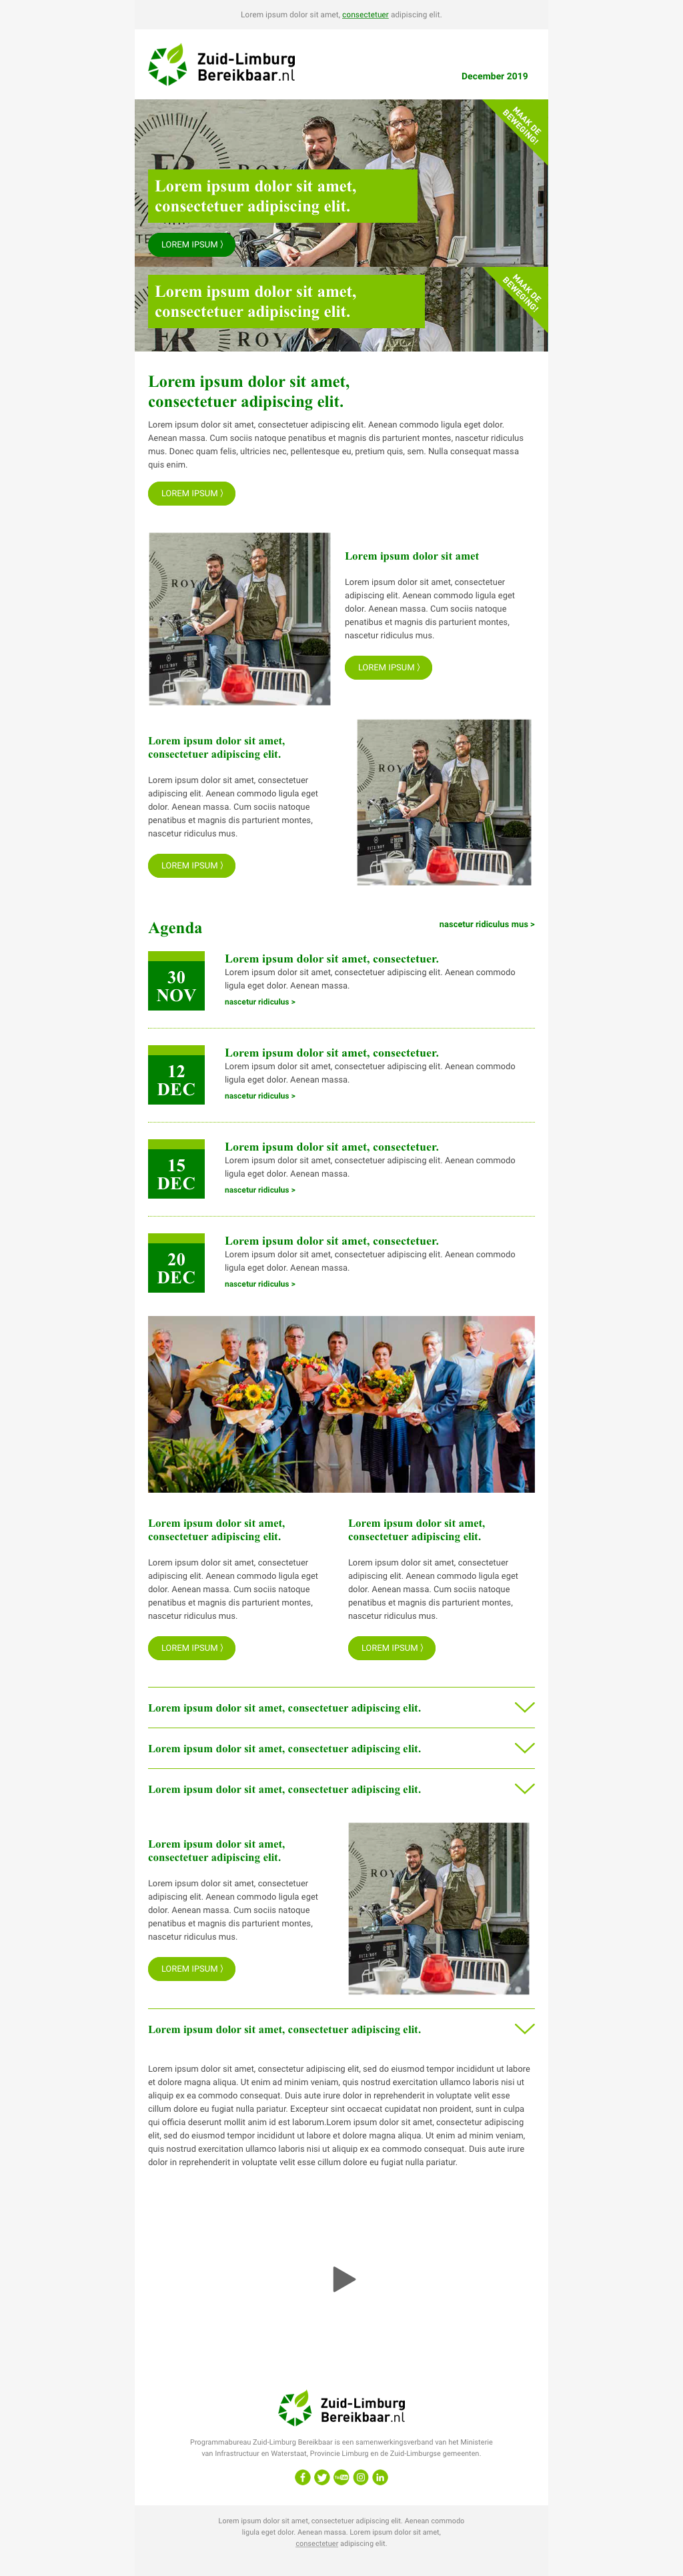 Lorem ipsum dolor sit amet, consectetuer adipiscing elit.
Zuid-Limburg
Bereikbaar.nl
December 2019
MAAK DE
BEWEGING!
Lorem ipsum dolor sit amet,
consectetuer adipiscing elit.
LOREM IPSUM 〉
MAAK DE
BEWEGING!
Lorem ipsum dolor sit amet,
consectetuer adipiscing elit.
ROY
Lorem ipsum dolor sit amet,
consectetuer adipiscing elit.
Lorem ipsum dolor sit amet, consectetuer adipiscing elit. Aenean commodo ligula eget dolor.
Aenean massa. Cum sociis natoque penatibus et magnis dis parturient montes, nascetur ridiculus
mus. Donec quam felis, ultricies nec, pellentesque eu, pretium quis, sem. Nulla consequat massa
quis enim.
LOREM IPSUM 〉
ROY
Lorem ipsum dolor sit amet
Lorem ipsum dolor sit amet, consectetuer
adipiscing elit. Aenean commodo ligula eget
dolor. Aenean massa. Cum sociis natoque
penatibus et magnis dis parturient montes,
nascetur ridiculus mus.
LOREM IPSUM 〉
Lorem ipsum dolor sit amet,
consectetuer adipiscing elit.
Lorem ipsum dolor sit amet, consectetuer
adipiscing elit. Aenean commodo ligula eget
dolor. Aenean massa. Cum sociis natoque
penatibus et magnis dis parturient montes,
nascetur ridiculus mus.
LOREM IPSUM 〉
ROY
Agenda
nascetur ridiculus mus >
30
NOV
Lorem ipsum dolor sit amet, consectetuer.
Lorem ipsum dolor sit amet, consectetuer adipiscing elit. Aenean commodo
ligula eget dolor. Aenean massa.
nascetur ridiculus >
12
DEC
Lorem ipsum dolor sit amet, consectetuer.
Lorem ipsum dolor sit amet, consectetuer adipiscing elit. Aenean commodo
ligula eget dolor. Aenean massa.
nascetur ridiculus >
15
DEC
Lorem ipsum dolor sit amet, consectetuer.
Lorem ipsum dolor sit amet, consectetuer adipiscing elit. Aenean commodo
ligula eget dolor. Aenean massa.
nascetur ridiculus >
20
DEC
Lorem ipsum dolor sit amet, consectetuer.
Lorem ipsum dolor sit amet, consectetuer adipiscing elit. Aenean commodo
ligula eget dolor. Aenean massa.
nascetur ridiculus >
Lorem ipsum dolor sit amet,
consectetuer adipiscing elit.
Lorem ipsum dolor sit amet, consectetuer
adipiscing elit. Aenean commodo ligula eget
dolor. Aenean massa. Cum sociis natoque
penatibus et magnis dis parturient montes,
nascetur ridiculus mus.
LOREM IPSUM 〉
Lorem ipsum dolor sit amet,
consectetuer adipiscing elit.
Lorem ipsum dolor sit amet, consectetuer
adipiscing elit. Aenean commodo ligula eget
dolor. Aenean massa. Cum sociis natoque
penatibus et magnis dis parturient montes,
nascetur ridiculus mus.
LOREM IPSUM 〉
Lorem ipsum dolor sit amet, consectetuer adipiscing elit.
Lorem ipsum dolor sit amet, consectetuer adipiscing elit.
Lorem ipsum dolor sit amet, consectetuer adipiscing elit.
Lorem ipsum dolor sit amet,
consectetuer adipiscing elit.
Lorem ipsum dolor sit amet, consectetuer
adipiscing elit. Aenean commodo ligula eget
dolor. Aenean massa. Cum sociis natoque
penatibus et magnis dis parturient montes,
nascetur ridiculus mus.
LOREM IPSUM 〉
ROY
Lorem ipsum dolor sit amet, consectetuer adipiscing elit.
Lorem ipsum dolor sit amet, consectetur adipiscing elit, sed do eiusmod tempor incididunt ut labore
et dolore magna aliqua. Ut enim ad minim veniam, quis nostrud exercitation ullamco laboris nisi ut
aliquip ex ea commodo consequat. Duis aute irure dolor in reprehenderit in voluptate velit esse
cillum dolore eu fugiat nulla pariatur. Excepteur sint occaecat cupidatat non proident, sunt in culpa
qui officia deserunt mollit anim id est laborum.Lorem ipsum dolor sit amet, consectetur adipiscing
elit, sed do eiusmod tempor incididunt ut labore et dolore magna aliqua. Ut enim ad minim veniam,
quis nostrud exercitation ullamco laboris nisi ut aliquip ex ea commodo consequat. Duis aute irure
dolor in reprehenderit in voluptate velit esse cillum dolore eu fugiat nulla pariatur.
Zuid-Limburg
Bereikbaar.nl
Programmabureau Zuid-Limburg Bereikbaar is een samenwerkingsverband van het Ministerie
van Infrastructuur en Waterstaat, Provincie Limburg en de Zuid-Limburgse gemeenten.
Lorem ipsum dolor sit amet, consectetuer adipiscing elit. Aenean commodo
ligula eget dolor. Aenean massa. Lorem ipsum dolor sit amet,
consectetuer adipiscing elit.